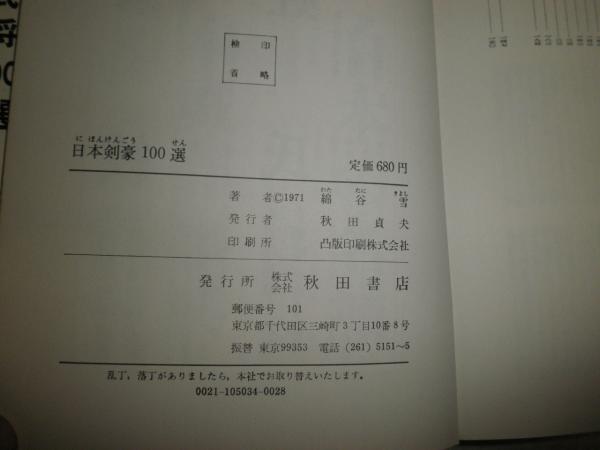 検印
省略
に ほんけんごう せん
日本剣豪100選
定価 680円
わた たに きよし
著者©1971 綿谷 雪
発行者 秋田貞夫
印刷所 凸版印刷株式会社
発行所 株式会社 秋田書店
郵便番号 101
東京都千代田区三崎町3丁目10番8号
振替 東京99353 電話 (261) 5151〜5
乱丁,落丁がありましたら,本社でお取り替えいたします。
0021-105034-0028